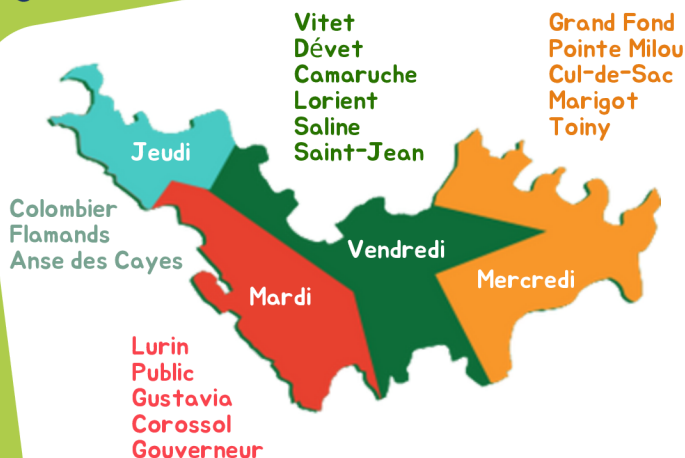 Vitet
Dévet
Camaruche
Lorient
Saline
Saint-Jean
Grand Fond
Pointe Milou
Cul-de-Sac
Marigot
Toiny
Jeudi
Colombier
Flamands
Anse des Cayes
Vendredi
Mercredi
Mardi
Lurin
Public
Gustavia
Corossol
Gouverneur